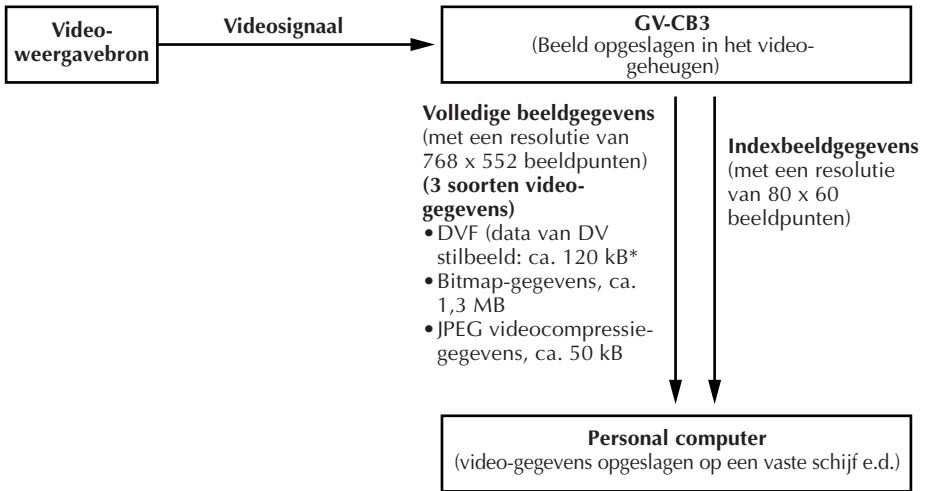 Video-
weergavebron
Videosignaal
GV-CB3
(Beeld opgeslagen in het video-
geheugen)
Volledige beeldgegevens
(met een resolutie van
768 x 552 beeldpunten)
(3 soorten video-
gegevens)
•DVF (data van DV
stilbeeld: ca. 120 kB*
•Bitmap-gegevens, ca.
1,3 MB
•JPEG videocompressie-
gegevens, ca. 50 kB
Indexbeeldgegevens
(met een resolutie
van 80 x 60
beeldpunten)
Personal computer
(video-gegevens opgeslagen op een vaste schijf e.d.)